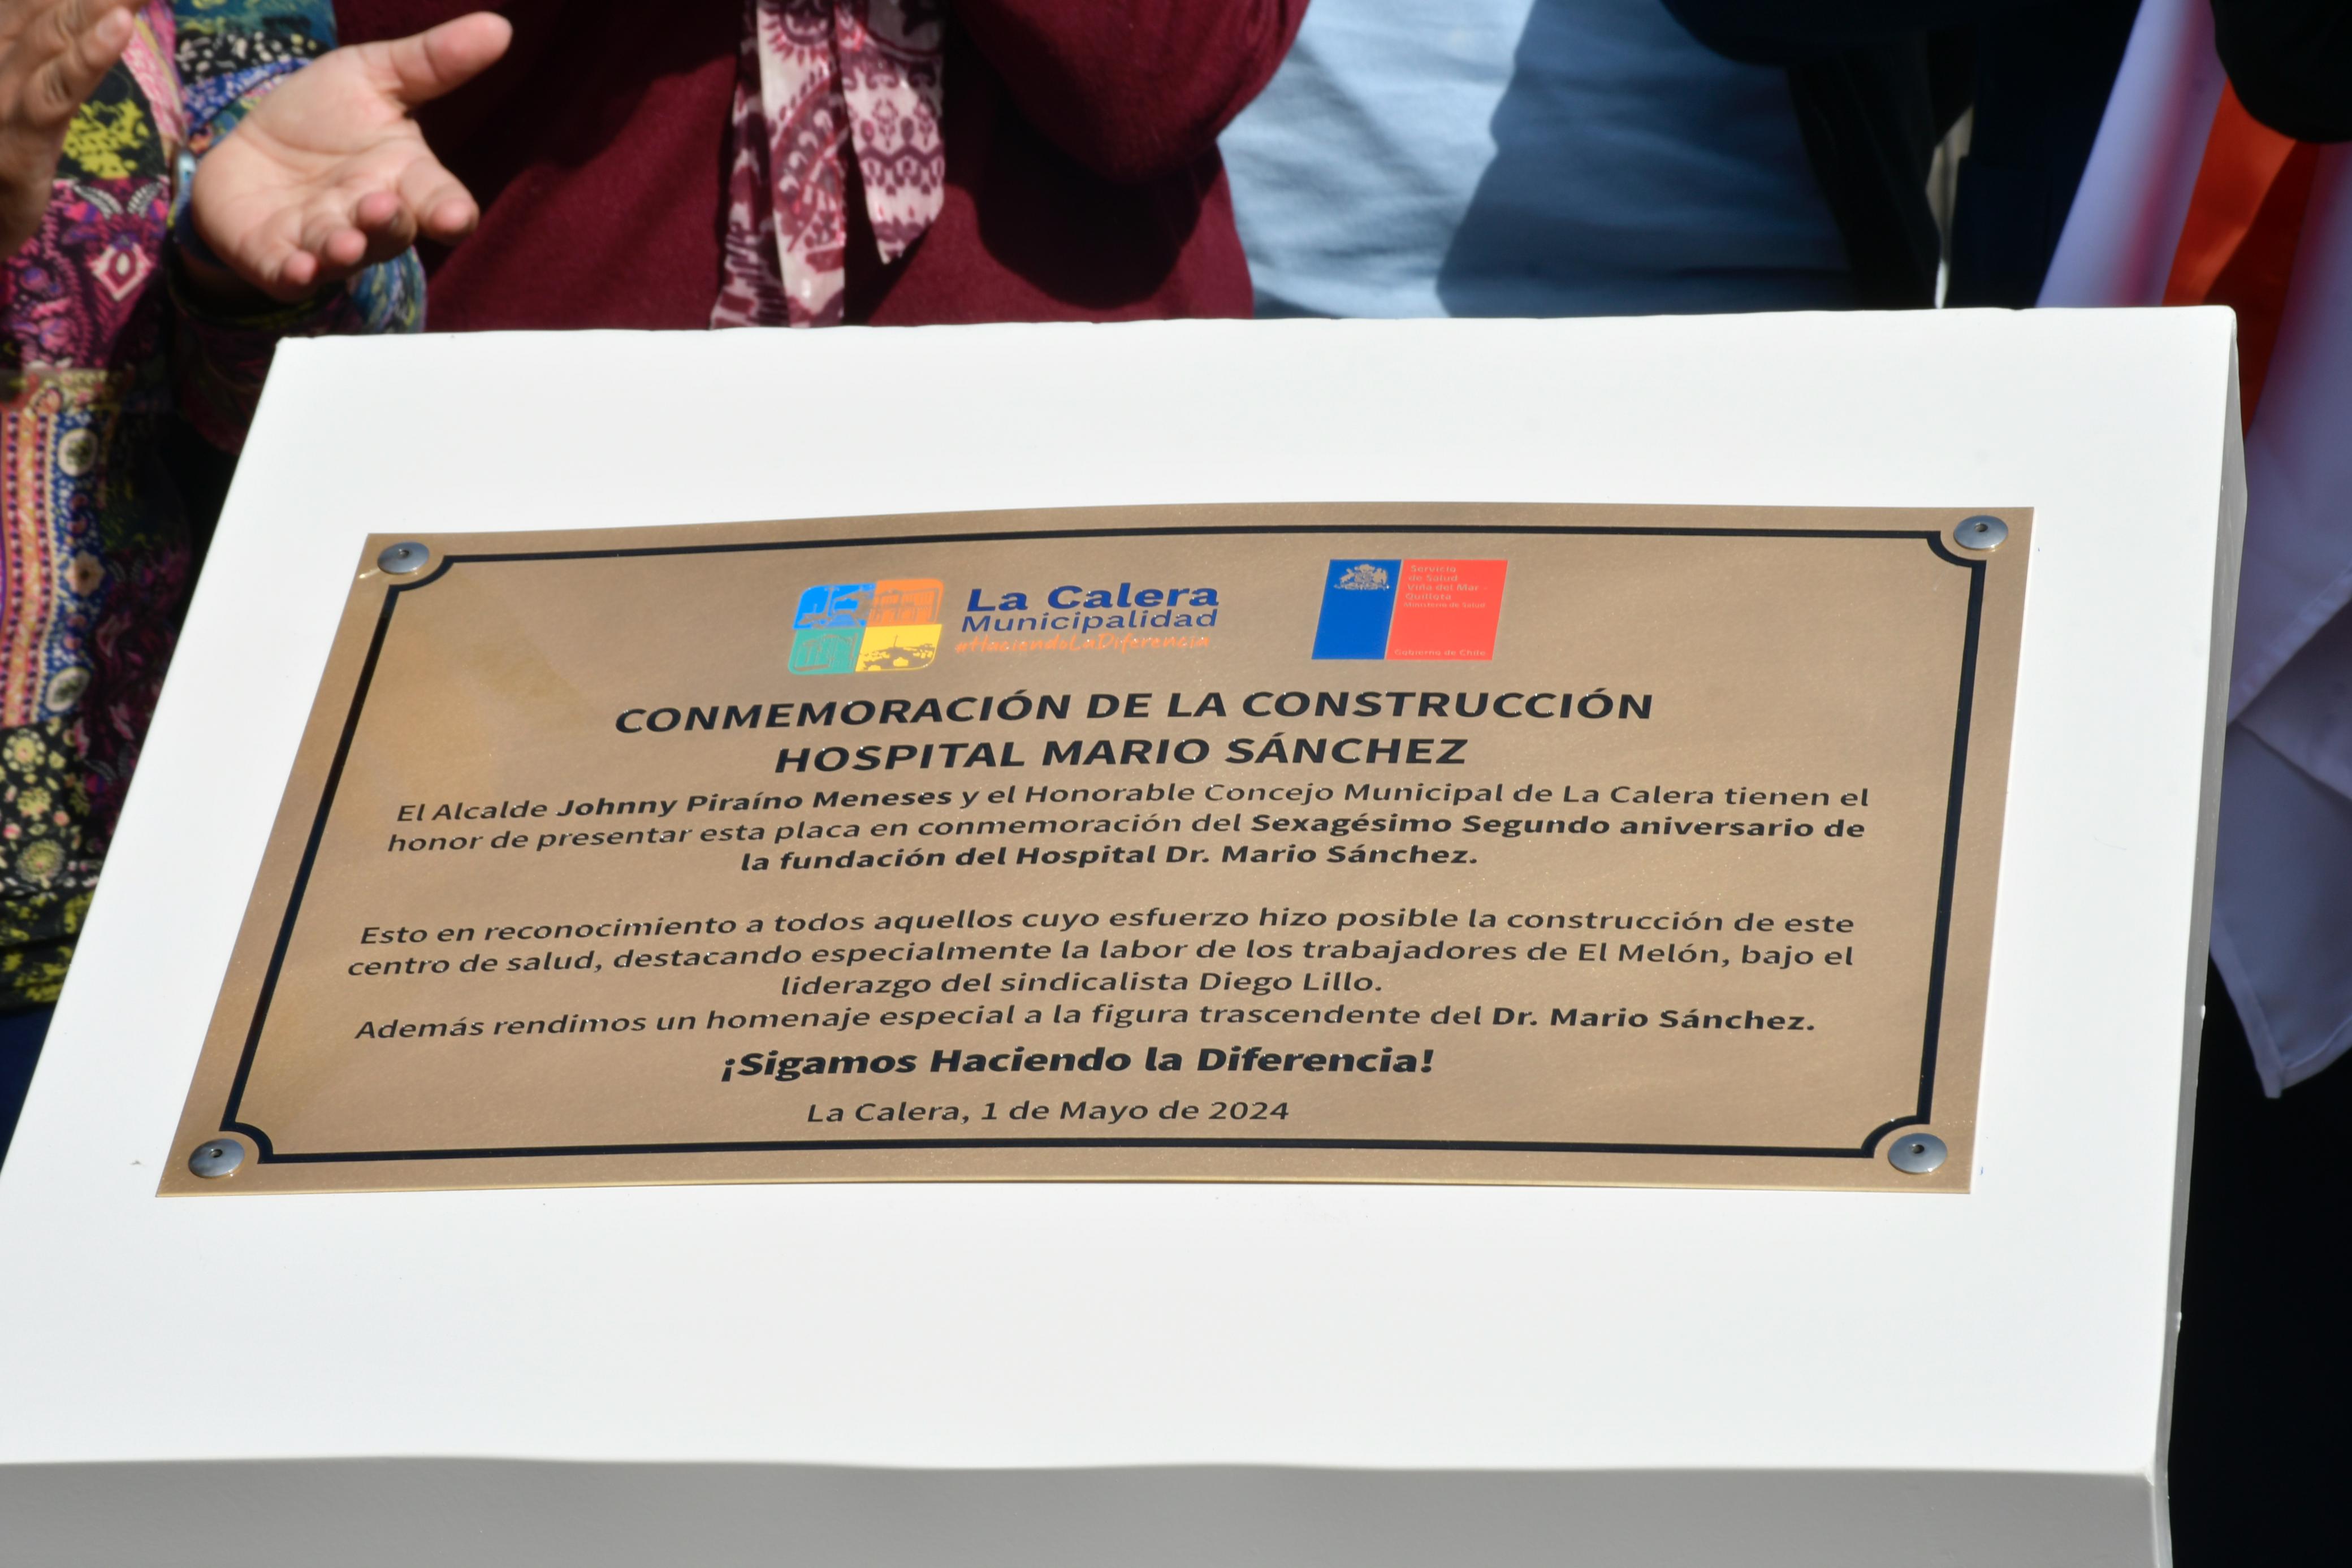 La Calera
Municipalidad
#HaciendoLaDiferencia
Servicio
de Salud
Viña del Mar -
Quillota
Ministerio de Salud
Gobierno de Chile
CONMEMORACIÓN DE LA CONSTRUCCIÓN
HOSPITAL MARIO SÁNCHEZ
El Alcalde Johnny Piraíno Meneses y el Honorable Concejo Municipal de La Calera tienen el
honor de presentar esta placa en conmemoración del Sexagésimo Segundo aniversario de
la fundación del Hospital Dr. Mario Sánchez.
Esto en reconocimiento a todos aquellos cuyo esfuerzo hizo posible la construcción de este
centro de salud, destacando especialmente la labor de los trabajadores de El Melón, bajo el
liderazgo del sindicalista Diego Lillo.
Además rendimos un homenaje especial a la figura trascendente del Dr. Mario Sánchez.
¡Sigamos Haciendo la Diferencia!
La Calera, 1 de Mayo de 2024